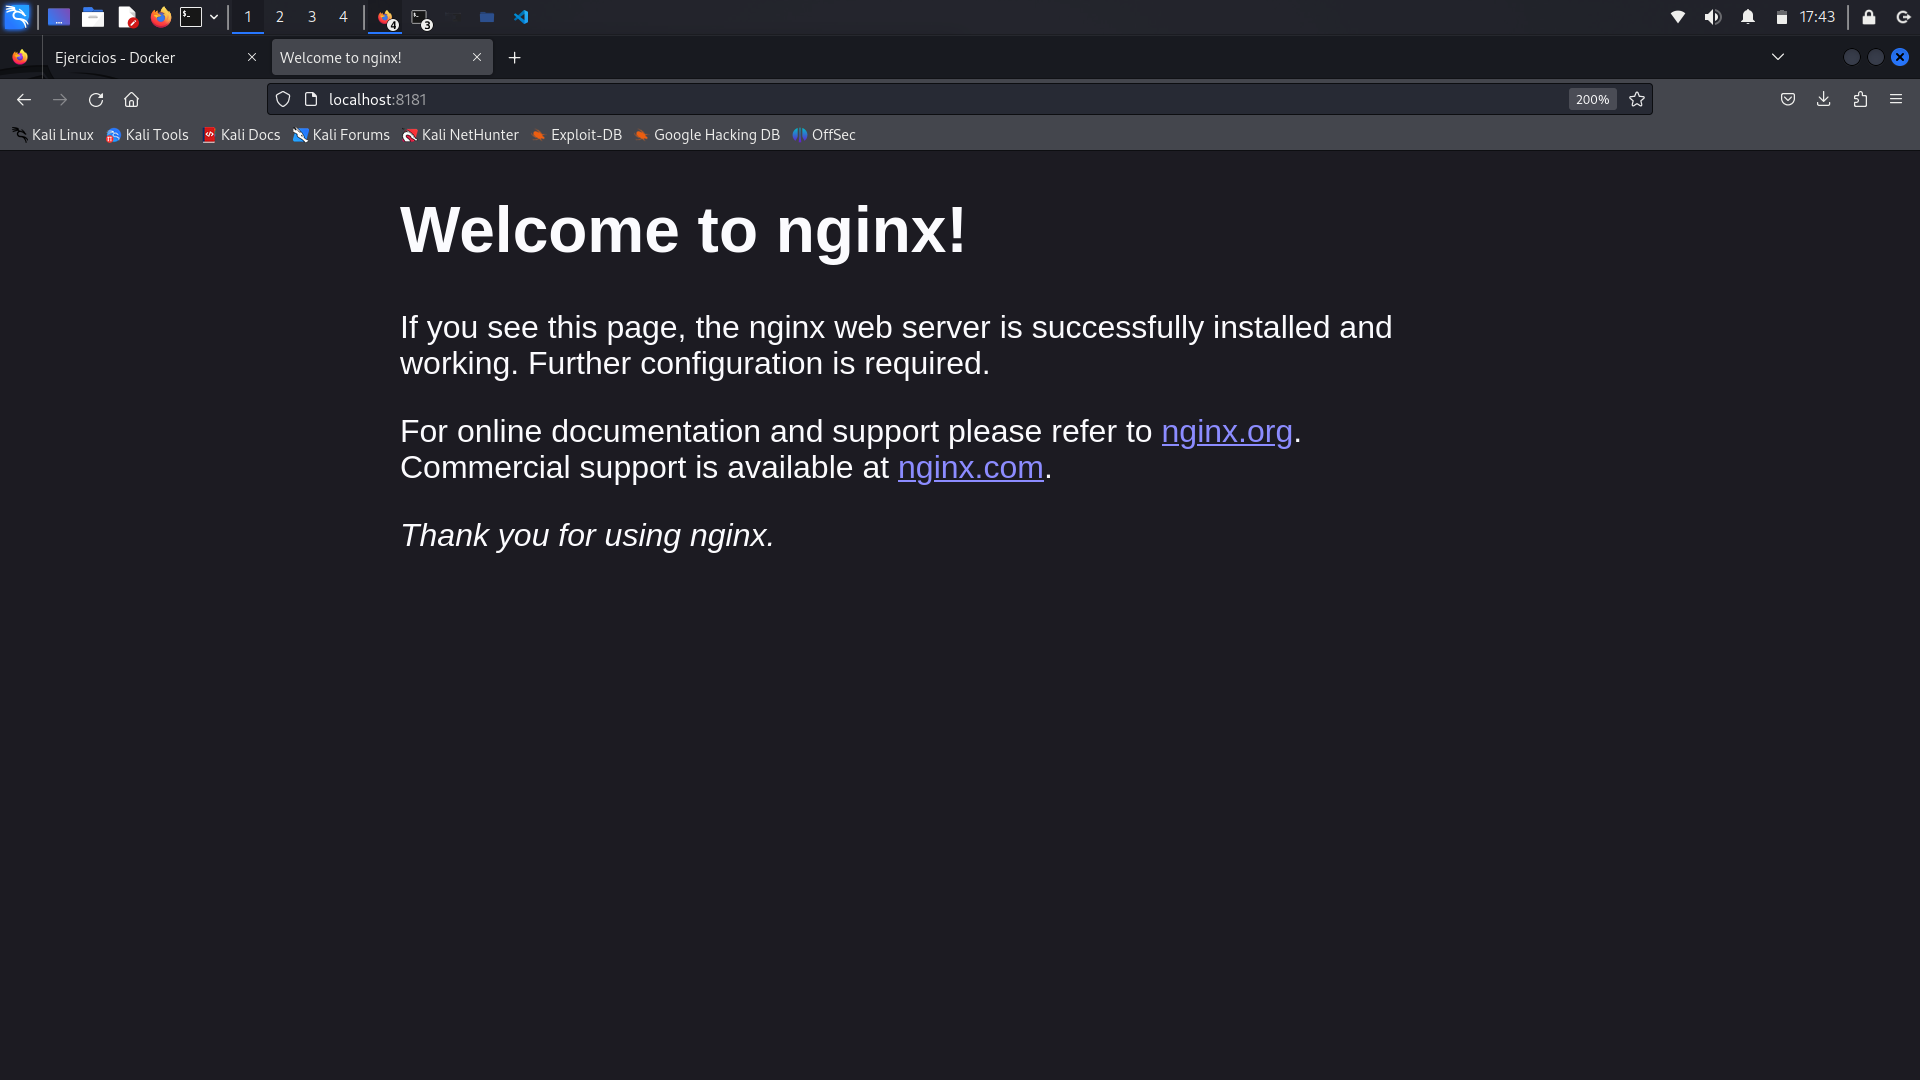 1 2 3 4 4 3 17:43
Ejercicios - Docker Welcome to nginx!
localhost:8181 200%
Kali Linux Kali Tools Kali Docs Kali Forums Kali NetHunter Exploit-DB Google Hacking DB OffSec
Welcome to nginx!
If you see this page, the nginx web server is successfully installed and
working. Further configuration is required.
For online documentation and support please refer to nginx.org.
Commercial support is available at nginx.com.
Thank you for using nginx.